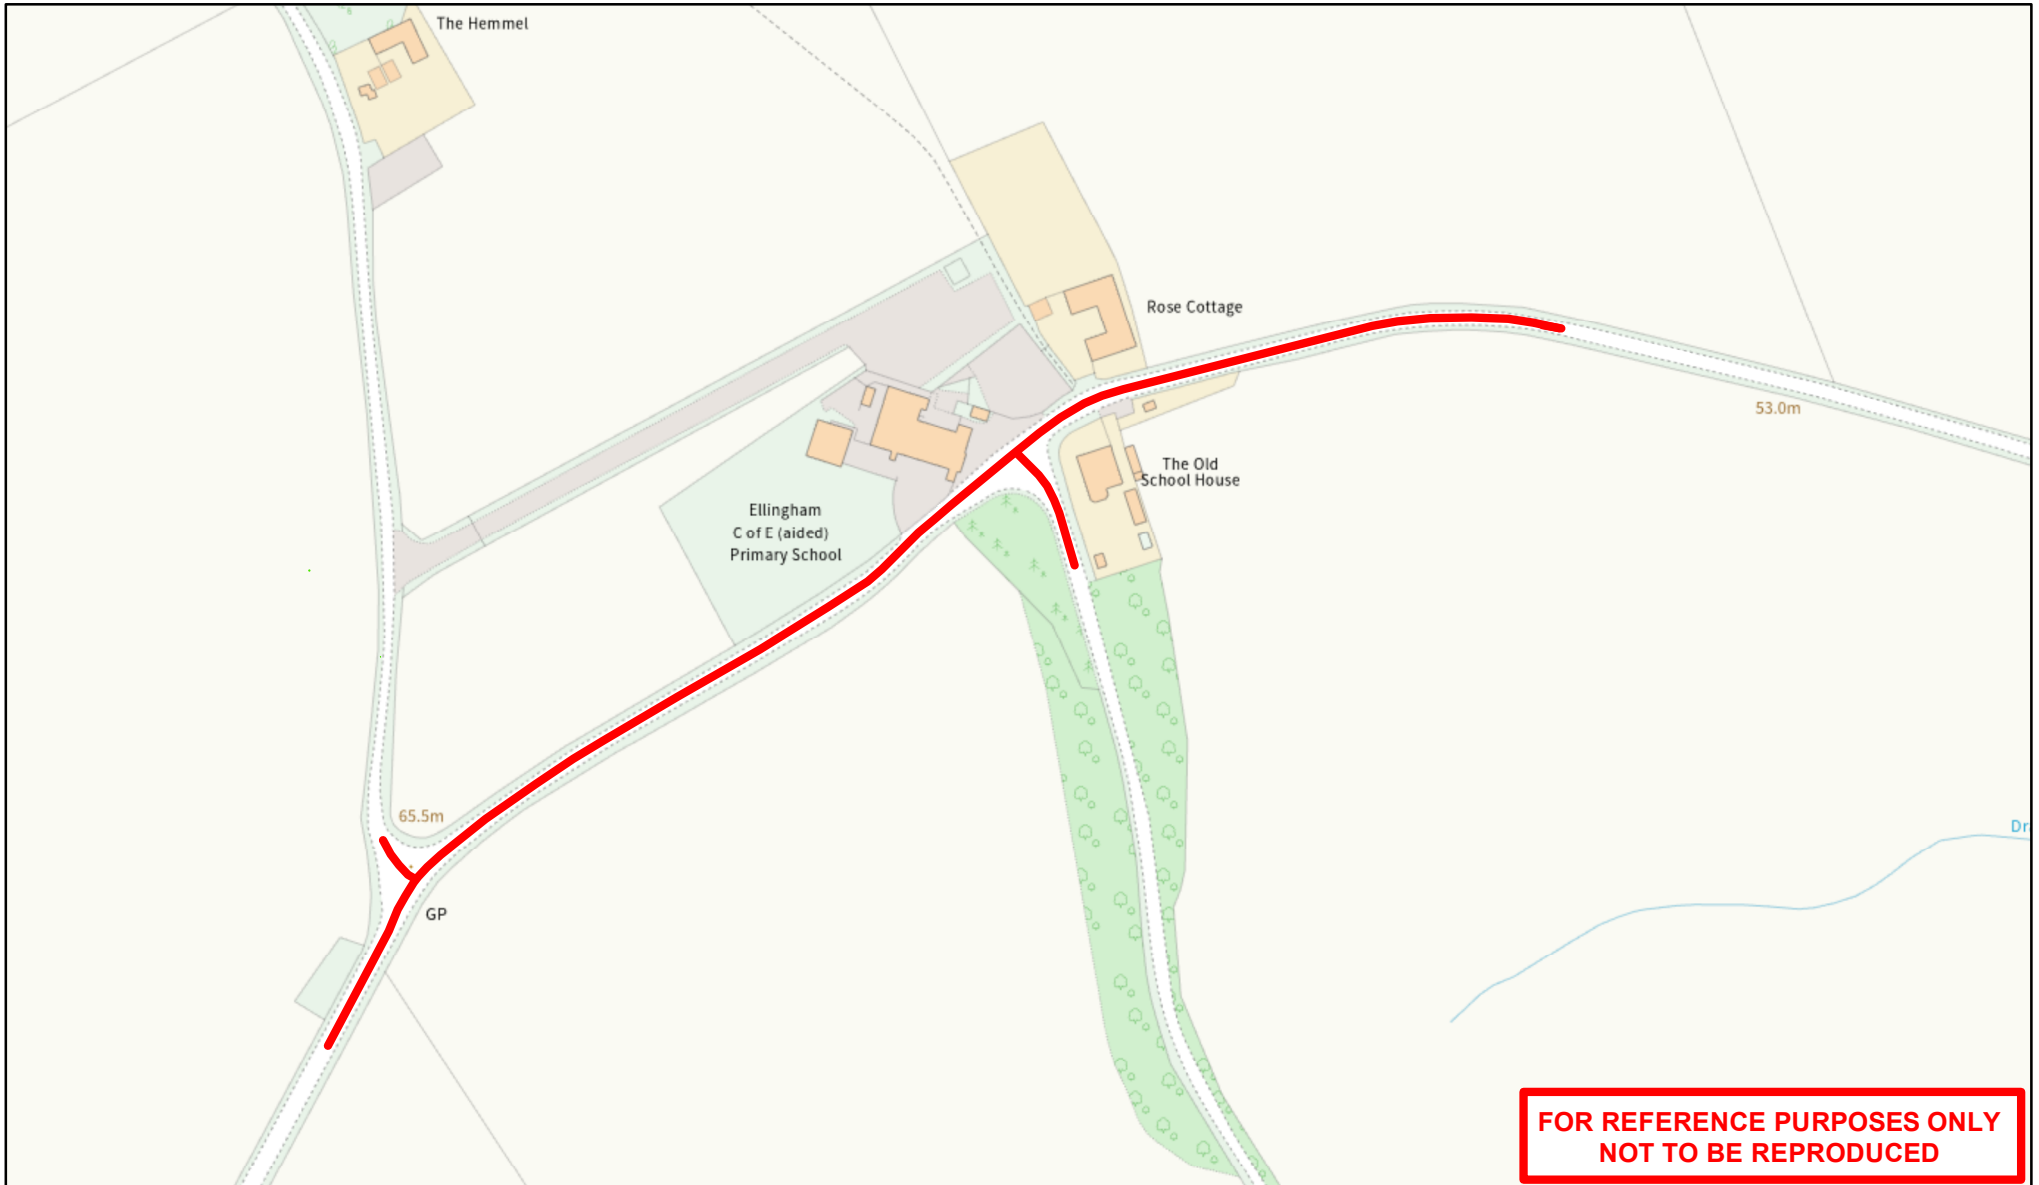 The Hemmel
Rose Cottage
53.0m
The Old
School House
Ellingham
C of E (aided)
Primary School
65.5m
Dr
GP
FOR REFERENCE PURPOSES ONLY
NOT TO BE REPRODUCED